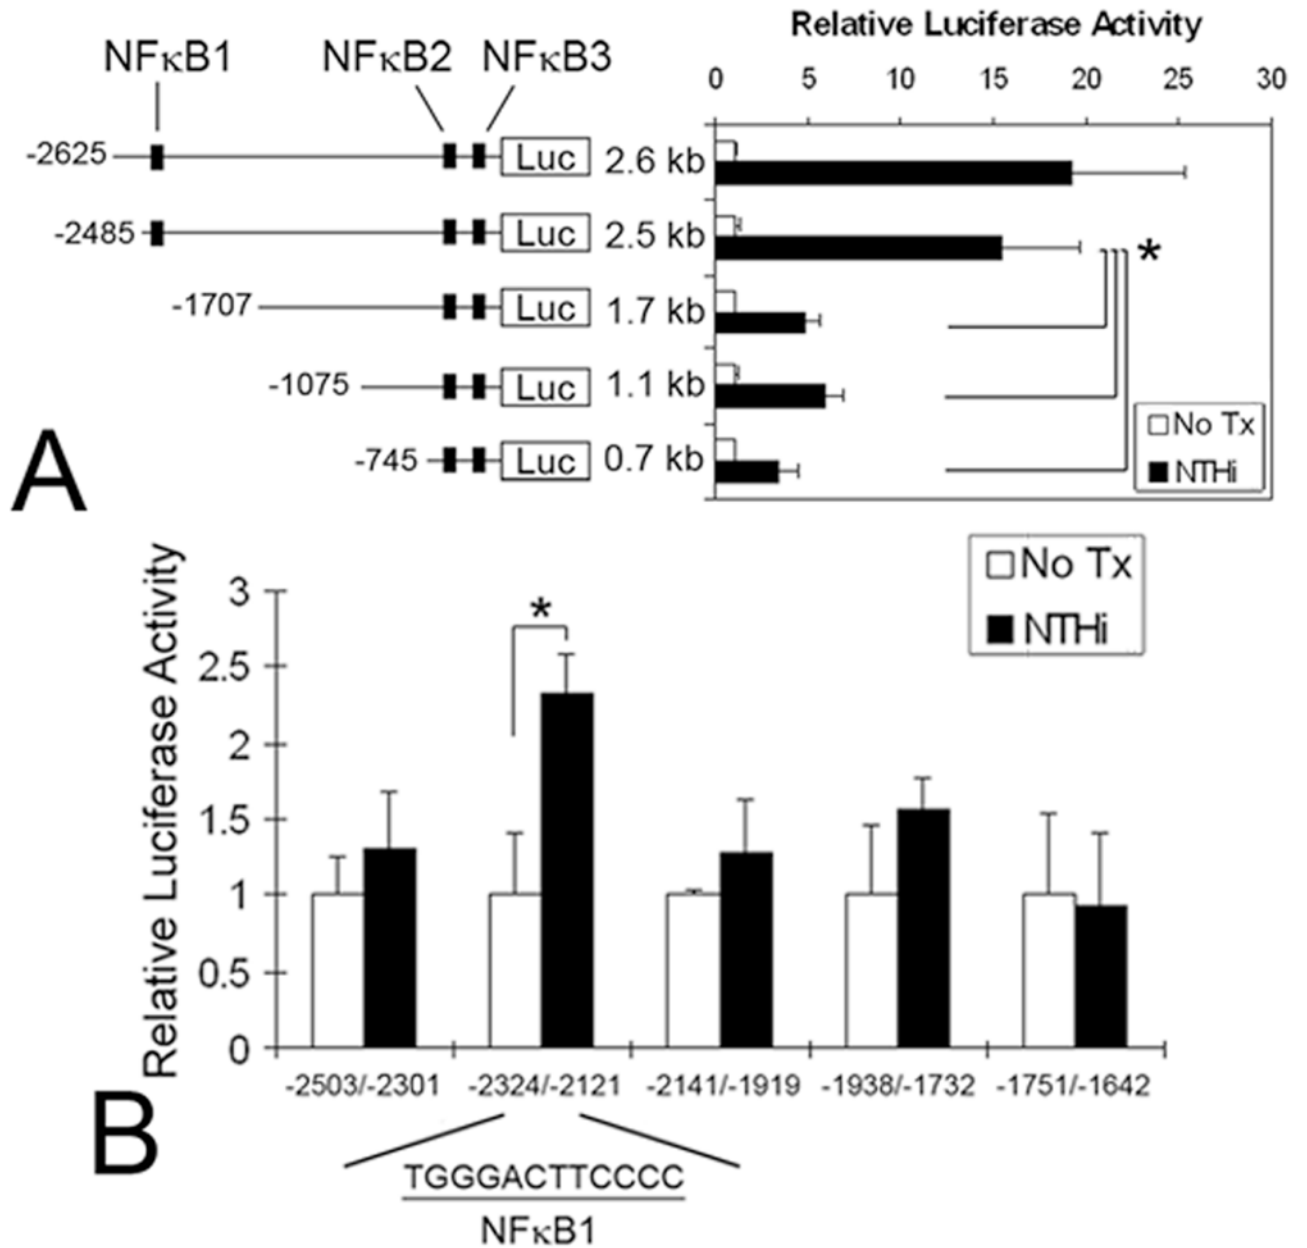 Relative Luciferase Activity
NFκB1 NFκB2 NFκB3
0 5 10 15 20 25 30
-2625 Luc 2.6 kb
-2485 Luc 2.5 kb
*
-1707 Luc 1.7 kb
-1075 Luc 1.1 kb
-745 Luc 0.7 kb
No Tx
NTHi
A
Relative Luciferase Activity
3
2.5
2
1.5
1
0.5
0
*
No Tx
NTHi
-2503/-2301 -2324/-2121 -2141/-1919 -1938/-1732 -1751/-1642
B
TGGGACTTCCCC
NFκB1